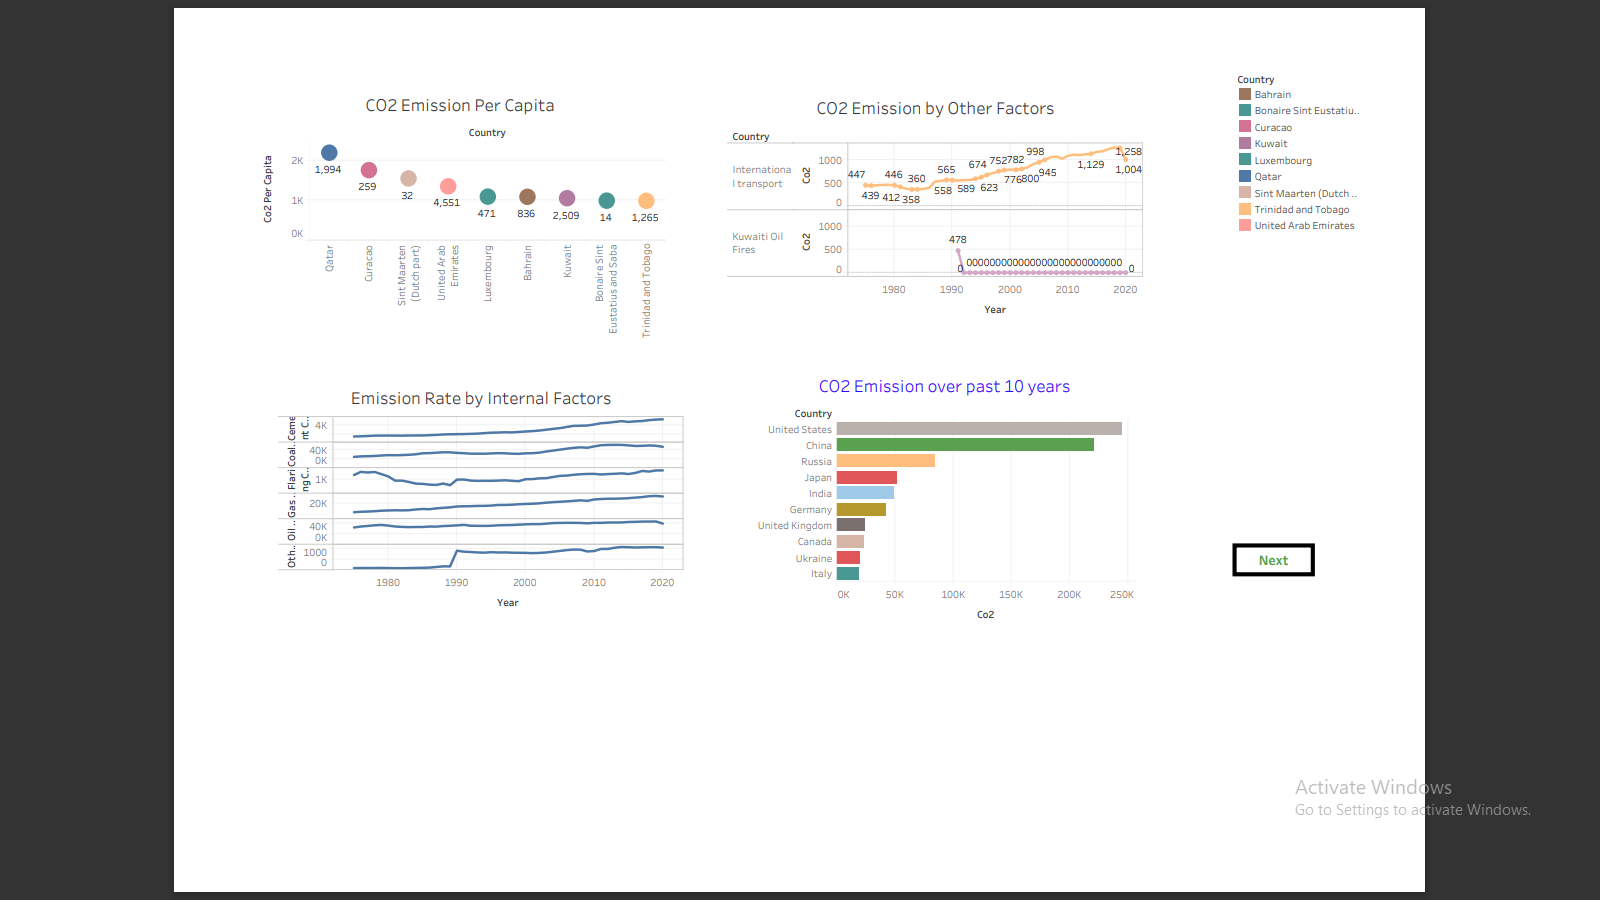 CO2 Emission Per Capita
Country
Co2 Per Capita
2K
1K
0K
1,994
259
32
4,551
471
836
2,509
14
1,265
Qatar
Curacao
Sint Maarten
(Dutch part)
United Arab
Emirates
Luxembourg
Bahrain
Kuwait
Bonaire Sint
Eustatius and Saba
Trinidad and Tobago
CO2 Emission by Other Factors
Country
Internationa
l transport
Co2
1000
500
0
447
439
446
412
360
358
565
558
589
674
623
752
776
782
800
998
945
1,129
1,258
1,004
Kuwaiti Oil
Fires
Co2
1000
500
0
478
0
0000000000000000000000000000
0
1980
1990
2000
2010
2020
Year
Country
Bahrain
Bonaire Sint Eustatiu..
Curacao
Kuwait
Luxembourg
Qatar
Sint Maarten (Dutch ..
Trinidad and Tobago
United Arab Emirates
Emission Rate by Internal Factors
Ceme
nt C..
4K
Coal..
40K
0K
Flari
ng C..
1K
Gas ..
20K
Oil ..
40K
0K
Oth..
1000
0
1980
1990
2000
2010
2020
Year
CO2 Emission over past 10 years
Country
United States
China
Russia
Japan
India
Germany
United Kingdom
Canada
Ukraine
Italy
0K
50K
100K
150K
200K
250K
Co2
Next
Activate Windows
Go to Settings to activate Windows.